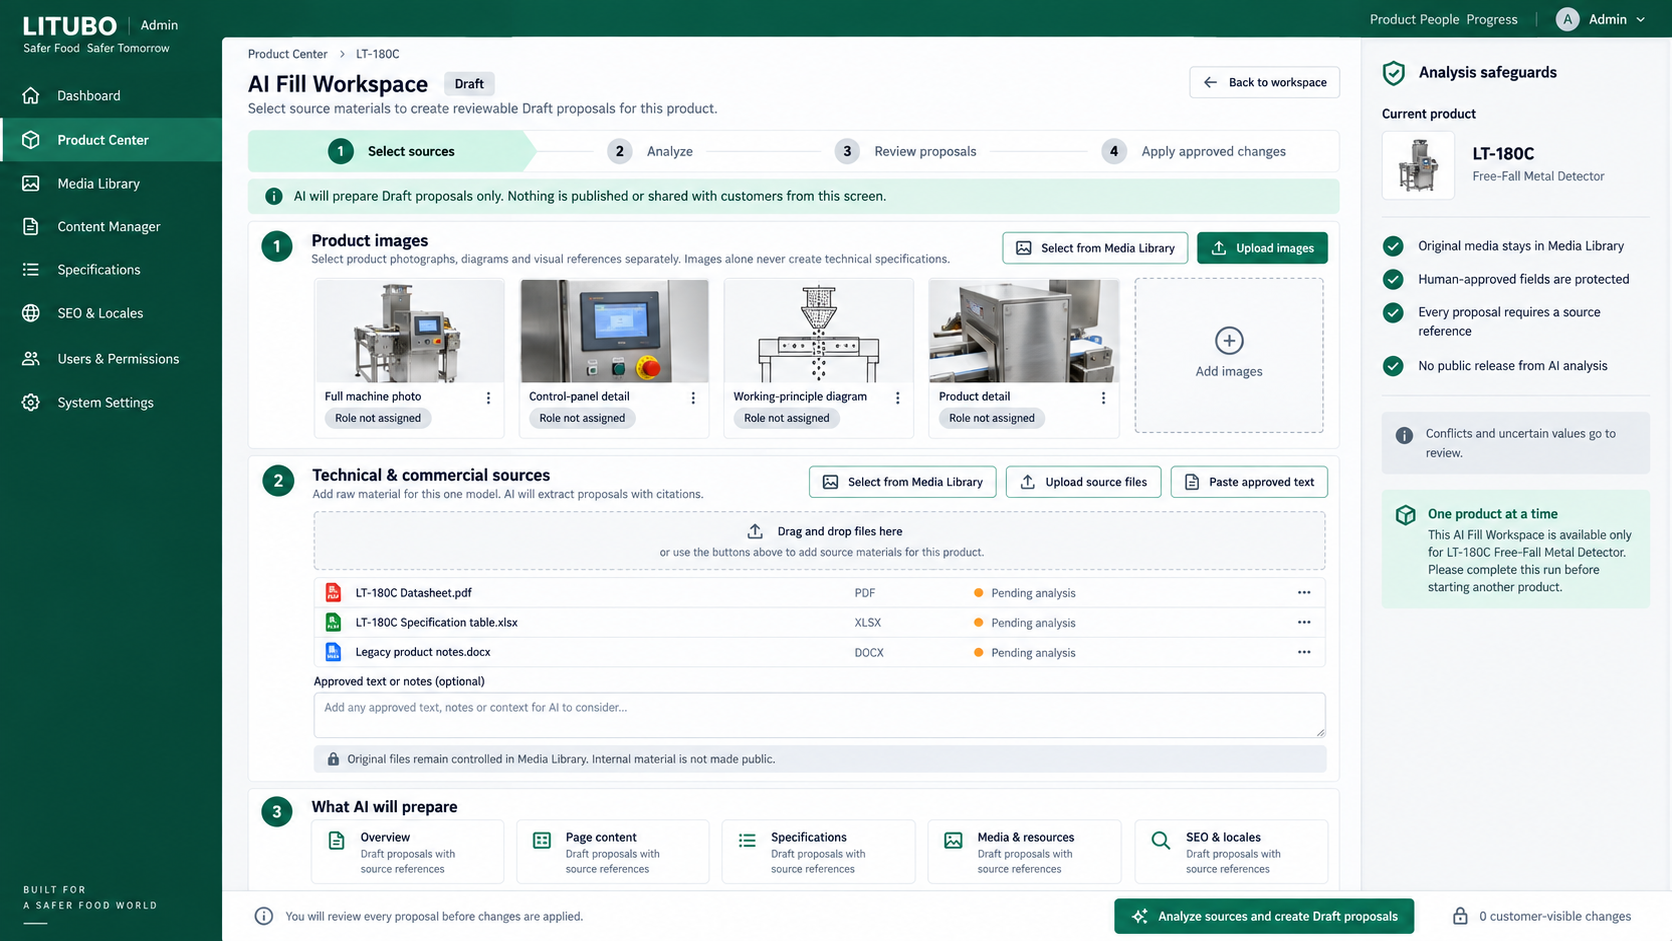 LITUBO
Admin
Safer Food Safer Tomorrow
Product People Progress
A
Admin
Dashboard
Product Center
Media Library
Content Manager
Specifications
SEO & Locales
Users & Permissions
System Settings
BUILT FOR
A SAFER FOOD WORLD
Product Center > LT-180C
AI Fill Workspace
Draft
Back to workspace
Select source materials to create reviewable Draft proposals for this product.
1 Select sources
2 Analyze
3 Review proposals
4 Apply approved changes
AI will prepare Draft proposals only. Nothing is published or shared with customers from this screen.
1
Product images
Select product photographs, diagrams and visual references separately. Images alone never create technical specifications.
Select from Media Library
Upload images
Full machine photo
Role not assigned
Control-panel detail
Role not assigned
Working-principle diagram
Role not assigned
Product detail
Role not assigned
Add images
2
Technical & commercial sources
Add raw material for this one model. AI will extract proposals with citations.
Select from Media Library
Upload source files
Paste approved text
Drag and drop files here
or use the buttons above to add source materials for this product.
LT-180C Datasheet.pdf PDF Pending analysis
LT-180C Specification table.xlsx XLSX Pending analysis
Legacy product notes.docx DOCX Pending analysis
Approved text or notes (optional)
Add any approved text, notes or context for AI to consider...
Original files remain controlled in Media Library. Internal material is not made public.
3
What AI will prepare
Overview
Draft proposals with
source references
Page content
Draft proposals with
source references
Specifications
Draft proposals with
source references
Media & resources
Draft proposals with
source references
SEO & locales
Draft proposals with
source references
You will review every proposal before changes are applied.
Analyze sources and create Draft proposals
0 customer-visible changes
Analysis safeguards
Current product
LT-180C
Free-Fall Metal Detector
Original media stays in Media Library
Human-approved fields are protected
Every proposal requires a source
reference
No public release from AI analysis
Conflicts and uncertain values go to
review.
One product at a time
This AI Fill Workspace is available only
for LT-180C Free-Fall Metal Detector.
Please complete this run before
starting another product.